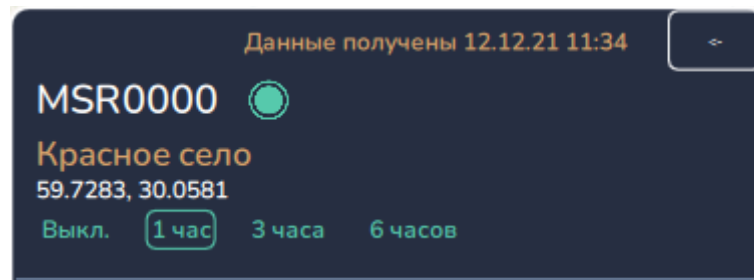 Данные получены 12.12.21 11:34 <-
MSR0000
Красное село
59.7283, 30.0581
Выкл. 1 час 3 часа 6 часов